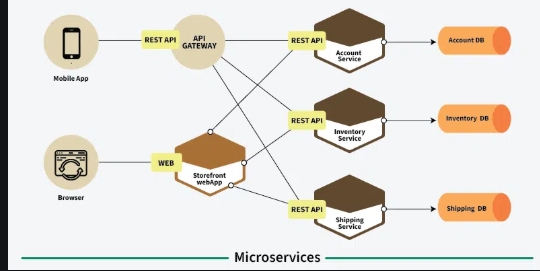 REST API
API
GATEWAY
REST API
Account
Service
Account DB
Mobile App
REST API
Inventory
Service
Inventory DB
WEB
Storefront
webApp
Browser
REST API
Shipping
Service
Shipping DB
Microservices